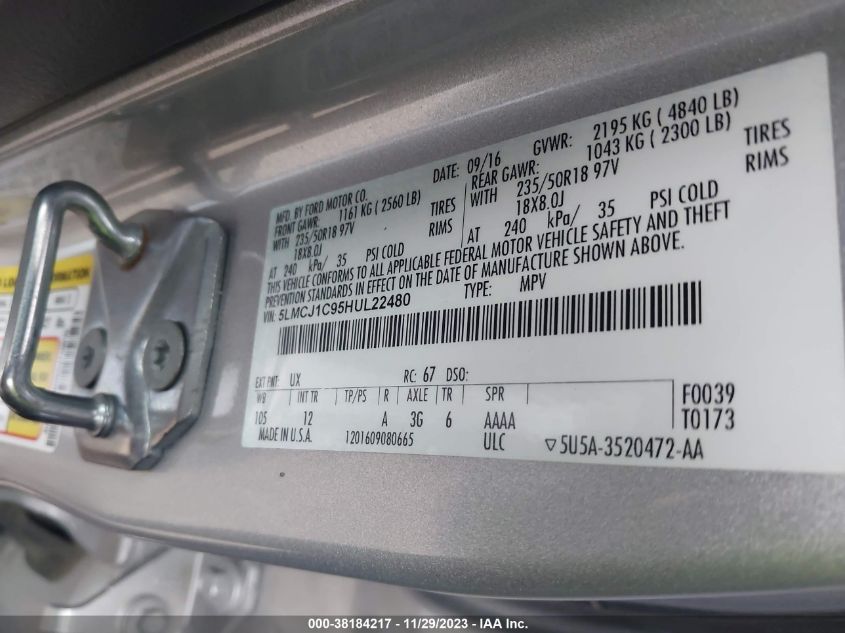 MFD. BY FORD MOTOR CO. DATE: 09/16 GVWR: 2195 KG ( 4840 LB)
FRONT GAWR: 1161 KG ( 2560 LB) REAR GAWR: 1043 KG ( 2300 LB)
WITH 235/50R18 97V TIRES WITH 235/50R18 97V TIRES
18X8.0J RIMS 18X8.0J RIMS
AT 240 kPa/ 35 PSI COLD AT 240 kPa/ 35 PSI COLD
THIS VEHICLE CONFORMS TO ALL APPLICABLE FEDERAL MOTOR VEHICLE SAFETY AND THEFT
PREVENTION STANDARDS IN EFFECT ON THE DATE OF MANUFACTURE SHOWN ABOVE.
VIN: 5LMCJ1C95HUL22480 TYPE: MPV
EXT PNT: UX RC: 67 DSO:
WB INT TR TP/PS R AXLE TR SPR F0039
105 12 A 3G 6 AAAA T0173
MADE IN U.S.A. 1201609080665 ULC ▽5U5A-3520472-AA
000-38184217 - 11/29/2023 - IAA Inc.